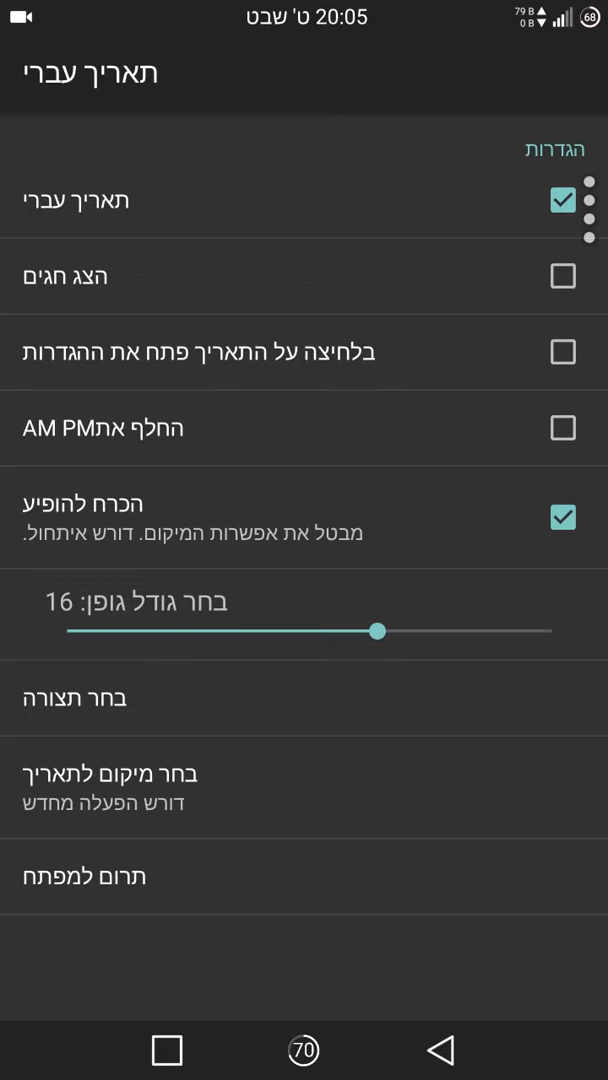 20:05 ט' שבט
79 B
0 B
68
תאריך עברי
הגדרות
תאריך עברי
הצג חגים
בלחיצה על התאריך פתח את ההגדרות
החלף אתAM PM
הכרח להופיע
מבטל את אפשרות המיקום. דורש איתחול.
בחר גודל גופן: 16
בחר תצורה
בחר מיקום לתאריך
דורש הפעלה מחדש
תרום למפתח
70